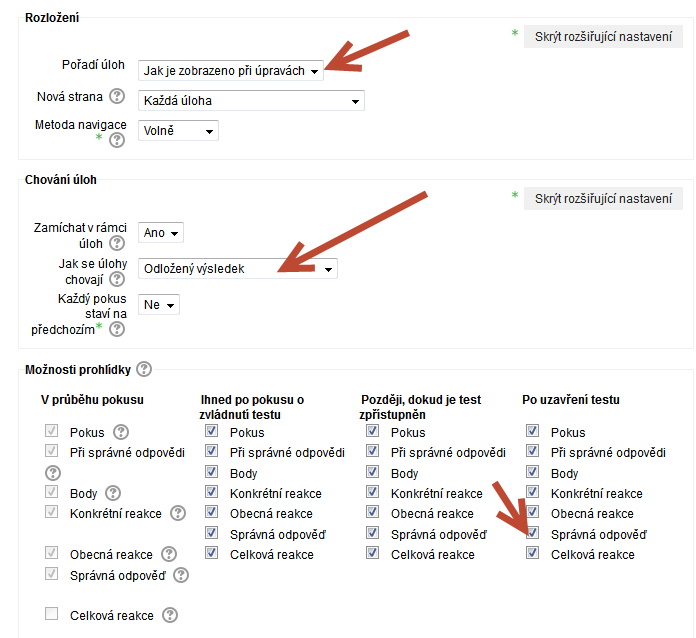 Rozložení
* Skrýt rozšiřující nastavení
Pořadí úloh Jak je zobrazeno při úpravách
Nová strana ? Každá úloha
Metoda navigace Volně
* ?
Chování úloh
* Skrýt rozšiřující nastavení
Zamíchat v rámci Ano
úloh ?
Jak se úlohy Odložený výsledek
chovají ?
Každý pokus Ne
staví na
předchozím* ?
Možnosti prohlídky ?
V průběhu pokusu
Pokus ?
Při správné odpovědi
?
Body ?
Konkrétní reakce ?
Obecná reakce ?
Správná odpověď ?
Celková reakce ?
Ihned po pokusu o
zvládnutí testu
Pokus
Při správné odpovědi
Body
Konkrétní reakce
Obecná reakce
Správná odpověď
Celková reakce
Později, dokud je test
zpřístupněn
Pokus
Při správné odpovědi
Body
Konkrétní reakce
Obecná reakce
Správná odpověď
Celková reakce
Po uzavření testu
Pokus
Při správné odpovědi
Body
Konkrétní reakce
Obecná reakce
Správná odpověď
Celková reakce